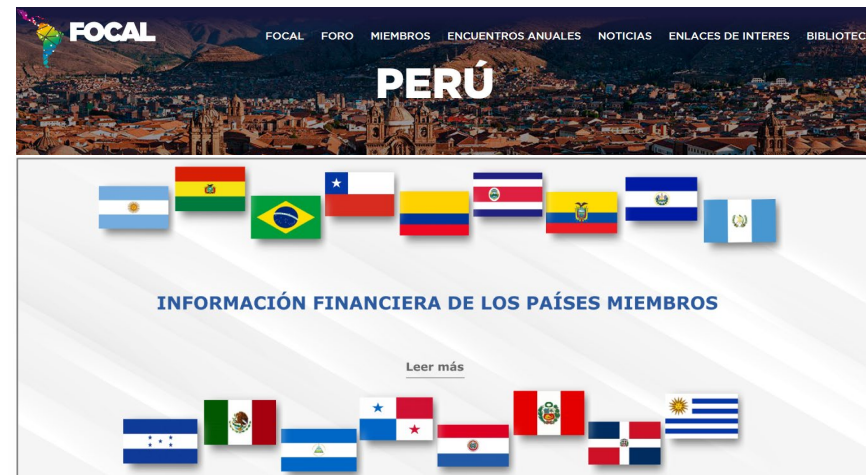 FOCAL
FOCAL FORO MIEMBROS ENCUENTROS ANUALES NOTICIAS ENLACES DE INTERES BIBLIOTEC
PERÚ
INFORMACIÓN FINANCIERA DE LOS PAÍSES MIEMBROS
Leer más